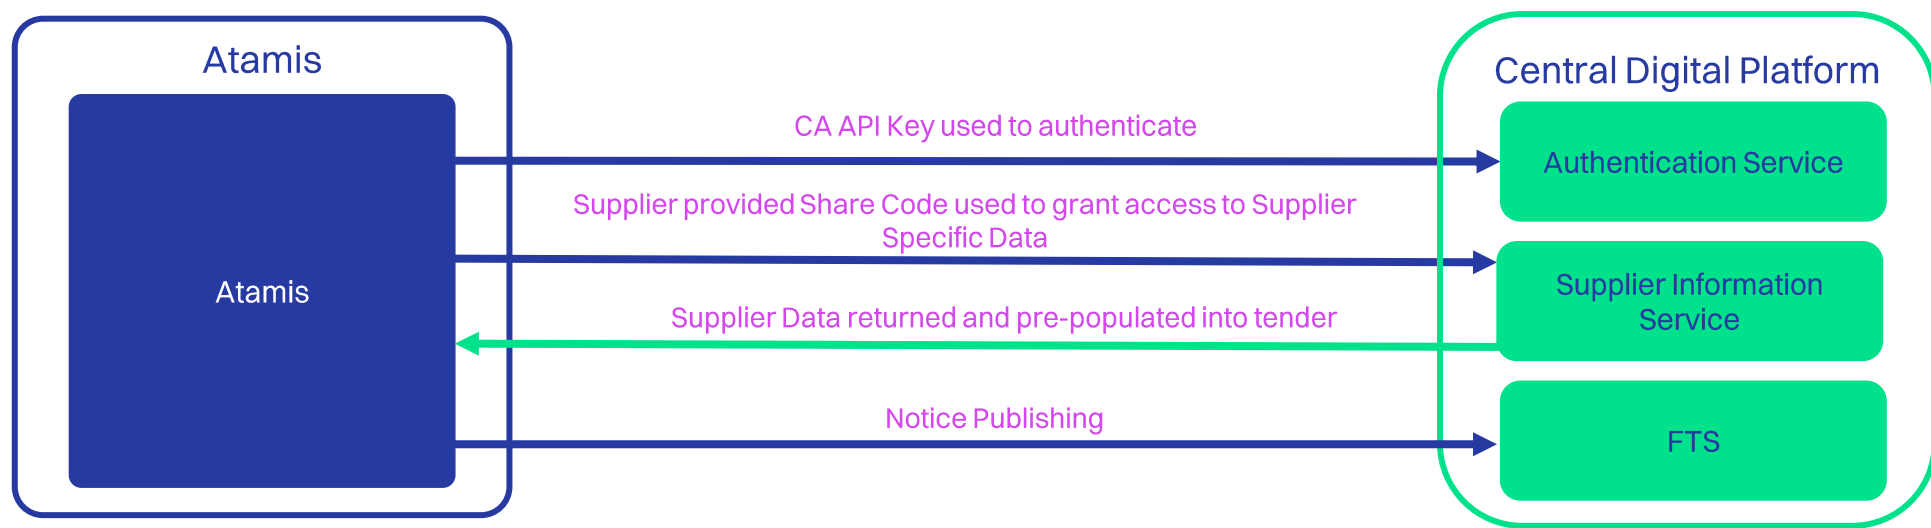 Atamis
Atamis
CA API Key used to authenticate
Supplier provided Share Code used to grant access to Supplier
Specific Data
Supplier Data returned and pre-populated into tender
Notice Publishing
Central Digital Platform
Authentication Service
Supplier Information
Service
FTS